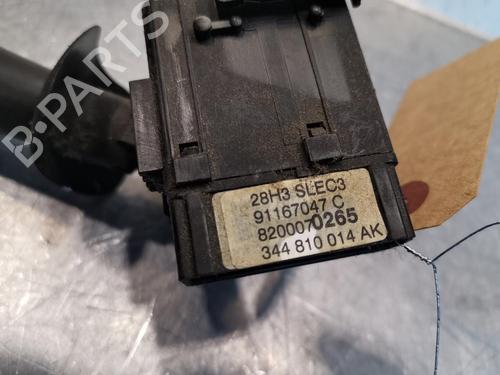 B-PARTS
28H3 SLEC3
91167047 C
8200070265
344 810 014 AK